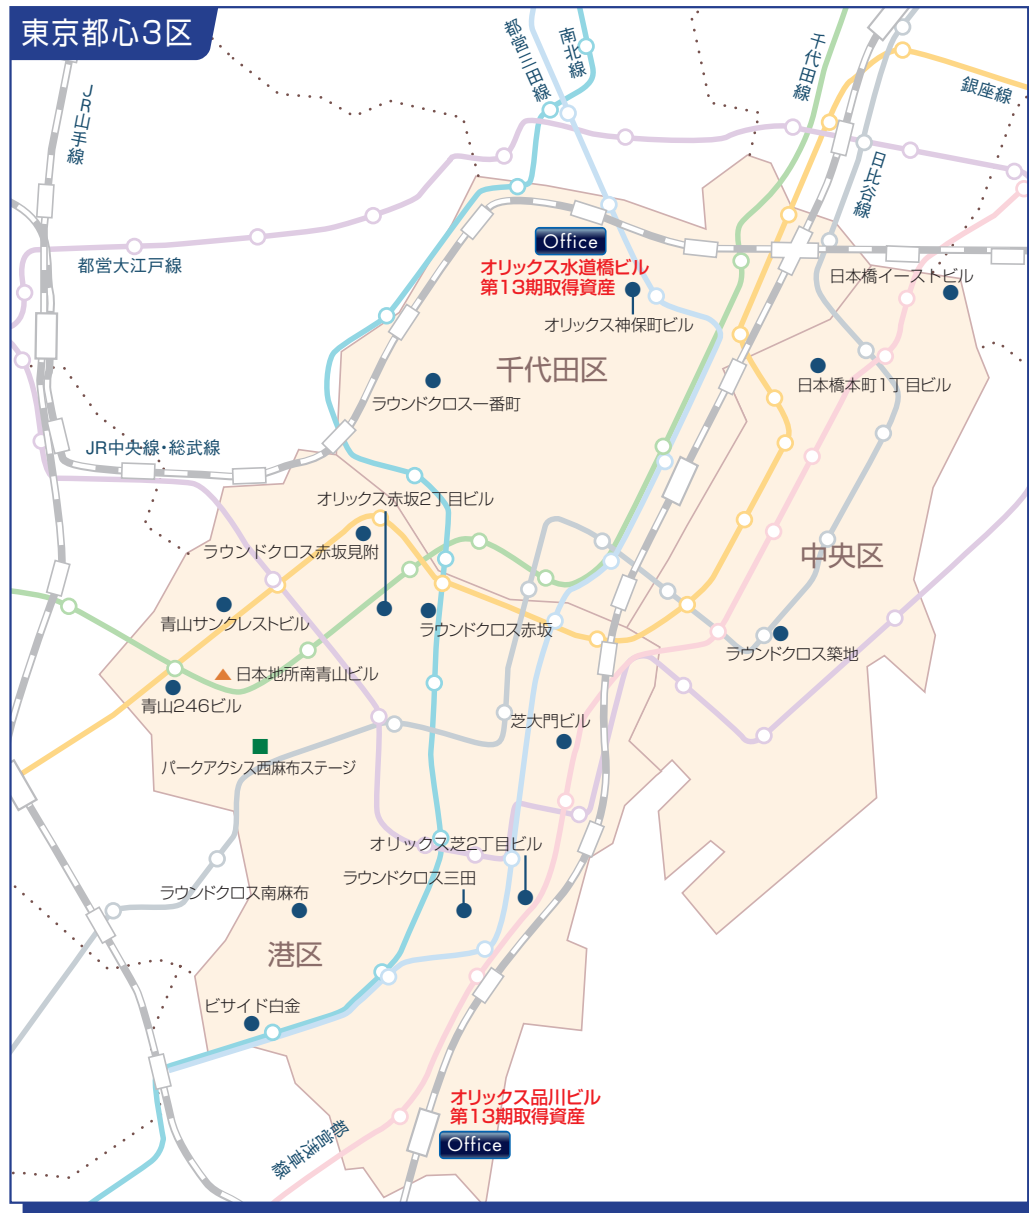 東京都心3区
都営三田線
南北線
千代田線
銀座線
JR山手線
日比谷線
都営大江戸線
Office
オリックス水道橋ビル
第13期取得資産
日本橋イーストビル
オリックス神保町ビル
千代田区
日本橋本町1丁目ビル
ラウンドクロス一番町
JR中央線・総武線
オリックス赤坂2丁目ビル
ラウンドクロス赤坂見附
中央区
青山サンクレストビル
ラウンドクロス赤坂
ラウンドクロス築地
日本地所南青山ビル
青山246ビル
芝大門ビル
パークアクシス西麻布ステージ
オリックス芝2丁目ビル
ラウンドクロス三田
ラウンドクロス南麻布
港区
ビサイド白金
オリックス品川ビル
第13期取得資産
Office
都営浅草線